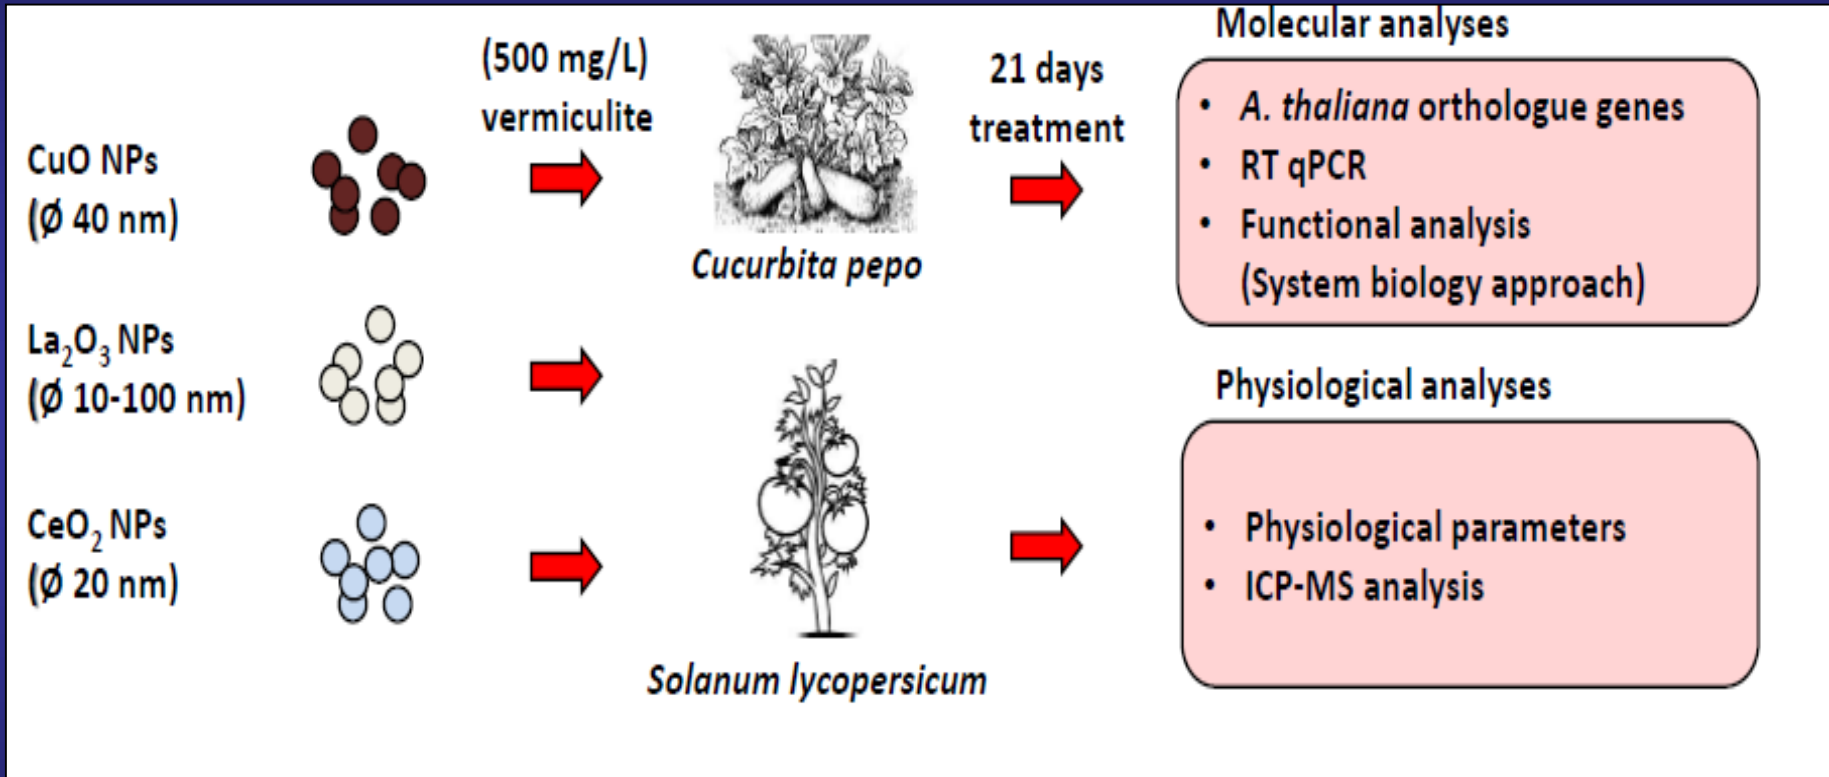 CuO NPs
(Ø 40 nm)
La₂O₃ NPs
(Ø 10-100 nm)
CeO₂ NPs
(Ø 20 nm)
(500 mg/L)
vermiculite
Cucurbita pepo
Solanum lycopersicum
21 days
treatment
Molecular analyses
• A. thaliana orthologue genes
• RT qPCR
• Functional analysis
(System biology approach)
Physiological analyses
• Physiological parameters
• ICP-MS analysis